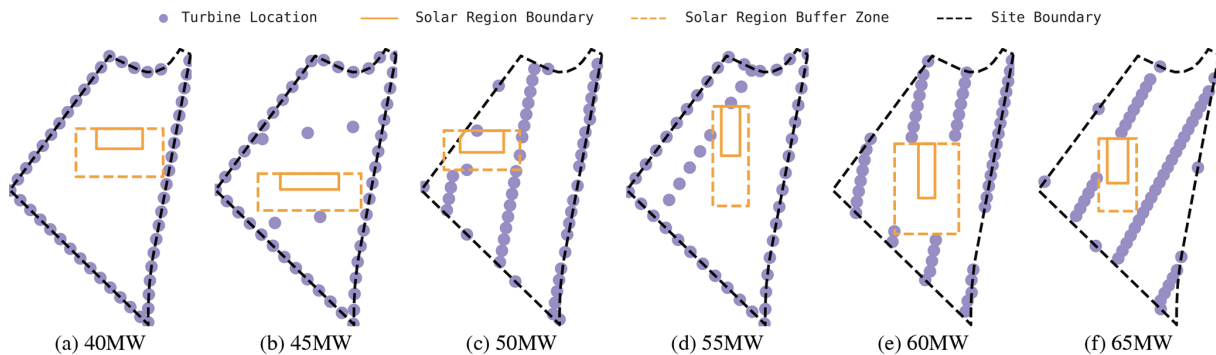 Turbine Location Solar Region Boundary Solar Region Buffer Zone Site Boundary
(a) 40MW (b) 45MW (c) 50MW (d) 55MW (e) 60MW (f) 65MW